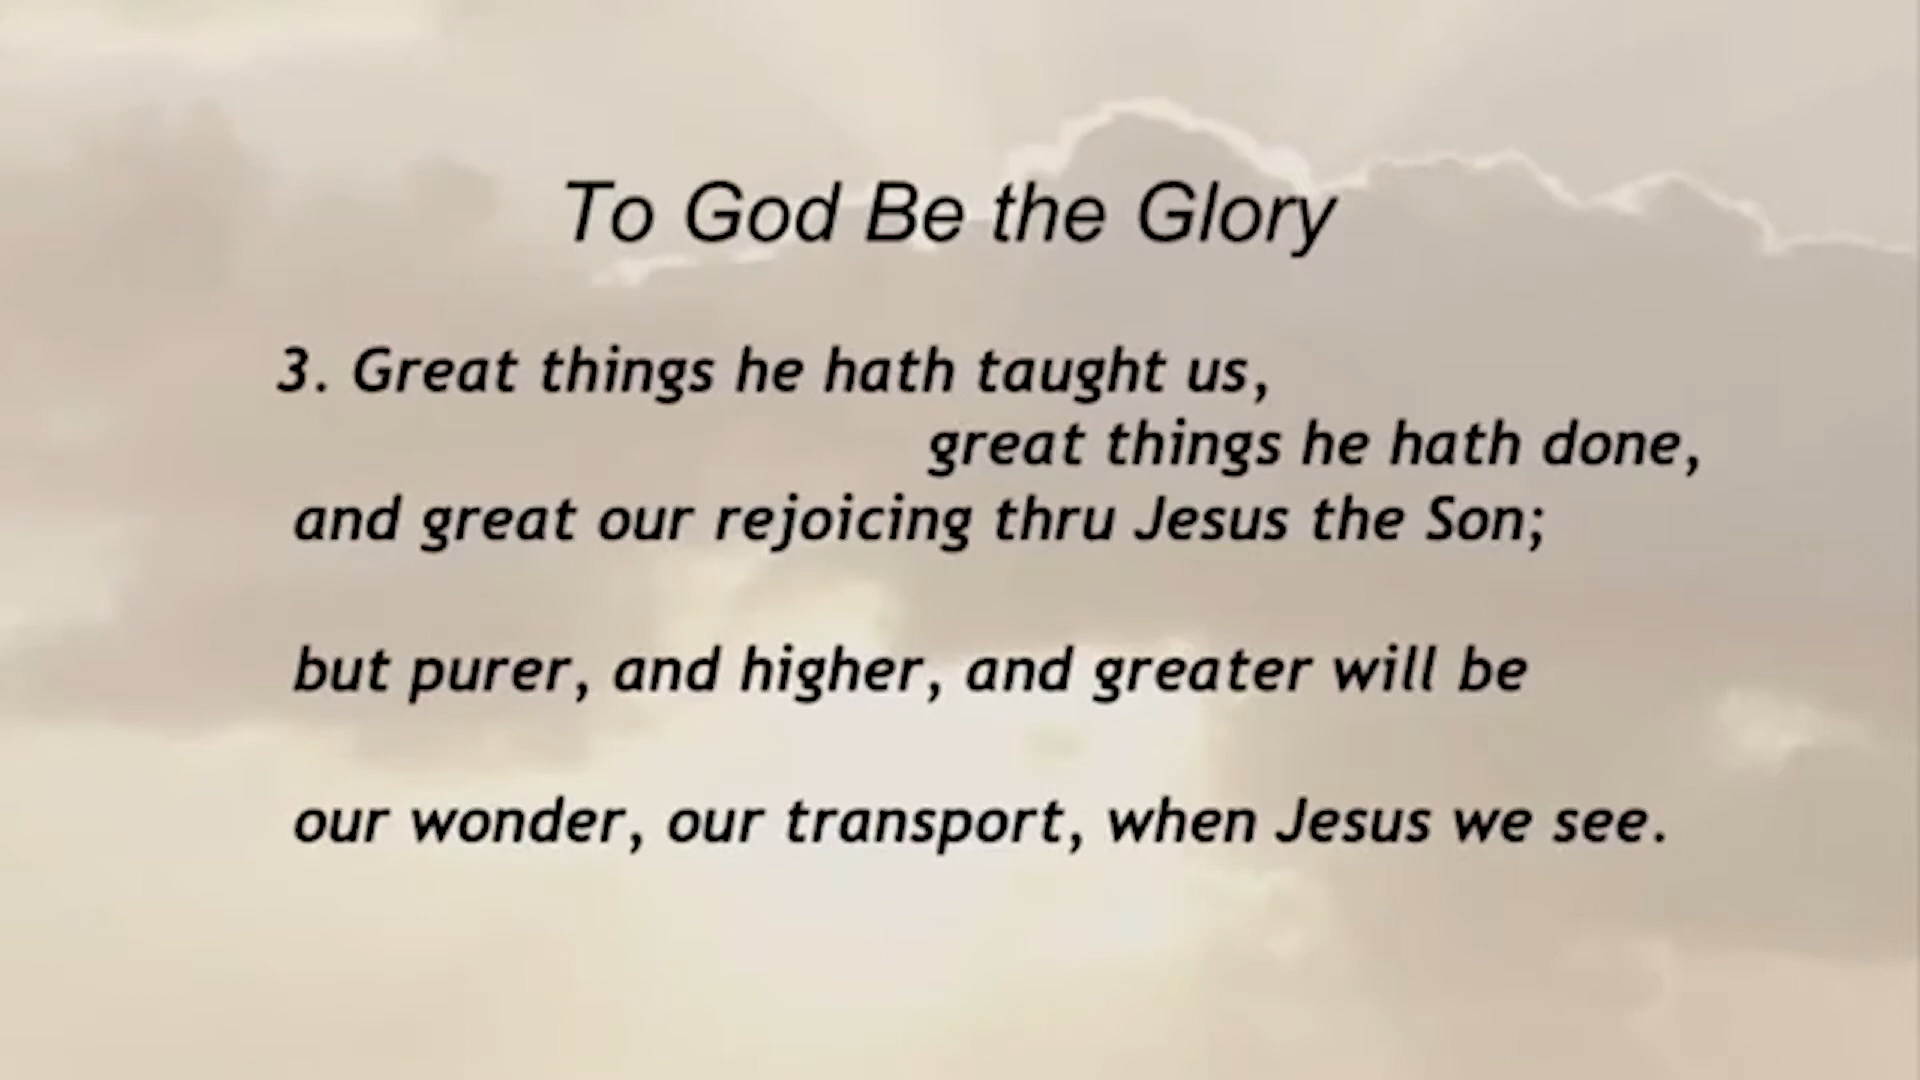 To God Be the Glory
3. Great things he hath taught us,
great things he hath done,
and great our rejoicing thru Jesus the Son;
but purer, and higher, and greater will be
our wonder, our transport, when Jesus we see.